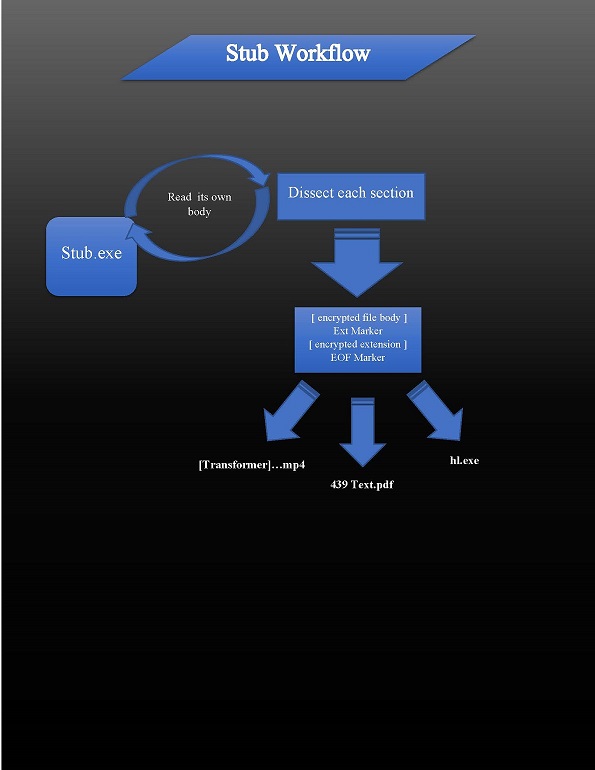 Stub Workflow
Read its own
body
Dissect each section
Stub.exe
[ encrypted file body ]
Ext Marker
[ encrypted extension ]
EOF Marker
[Transformer]…mp4
439 Text.pdf
hl.exe